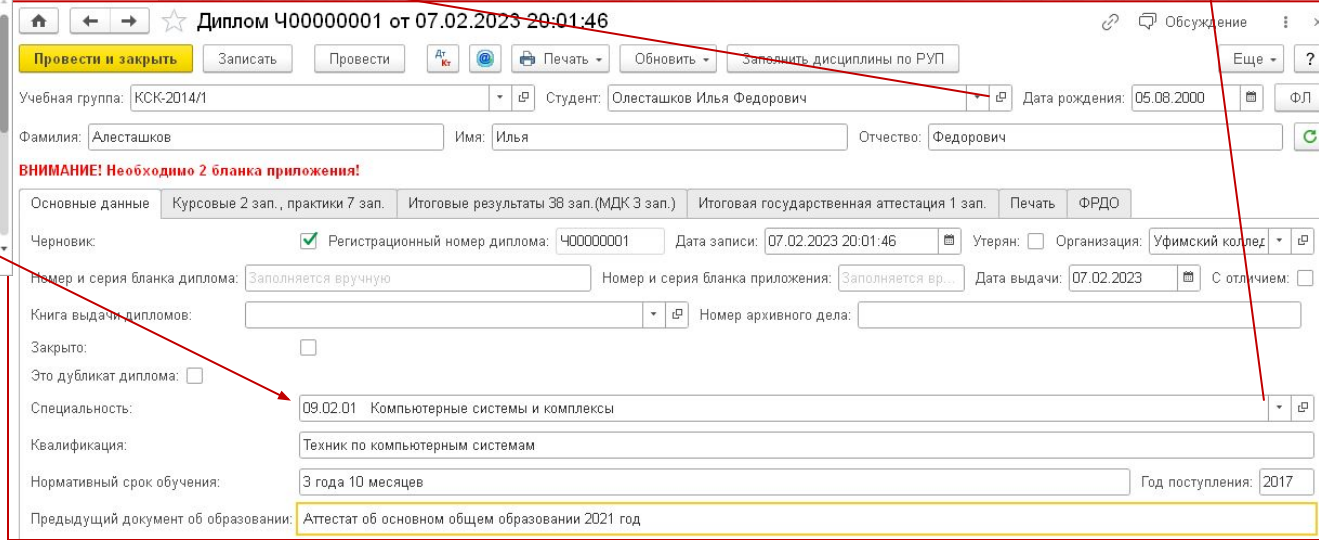 Диплом Ч00000001 от 07.02.2023 20:01:46 Обсуждение
Провести и закрыть Записать Провести Дт Кт @ Печать Обновить Заполнить дисциплины по РУП Еще ?
Учебная группа: КСК-2014/1 Студент: Олесташков Илья Федорович Дата рождения: 05.08.2000 ФЛ
Фамилия: Алесташков Имя: Илья Отчество: Федорович
ВНИМАНИЕ! Необходимо 2 бланка приложения!
Основные данные Курсовые 2 зап., практики 7 зап. Итоговые результаты 38 зап.(МДК 3 зап.) Итоговая государственная аттестация 1 зап. Печать ФРДО
Черновик: Регистрационный номер диплома: Ч00000001 Дата записи: 07.02.2023 20:01:46 Утерян: Организация: Уфимский коллед
Номер и серия бланка диплома: Заполняется вручную Номер и серия бланка приложения: Заполняется вр... Дата выдачи: 07.02.2023 С отличием:
Книга выдачи дипломов: Номер архивного дела:
Закрыто:
Это дубликат диплома:
Специальность: 09.02.01 Компьютерные системы и комплексы
Квалификация: Техник по компьютерным системам
Нормативный срок обучения: 3 года 10 месяцев Год поступления: 2017
Предыдущий документ об образовании: Аттестат об основном общем образовании 2021 год